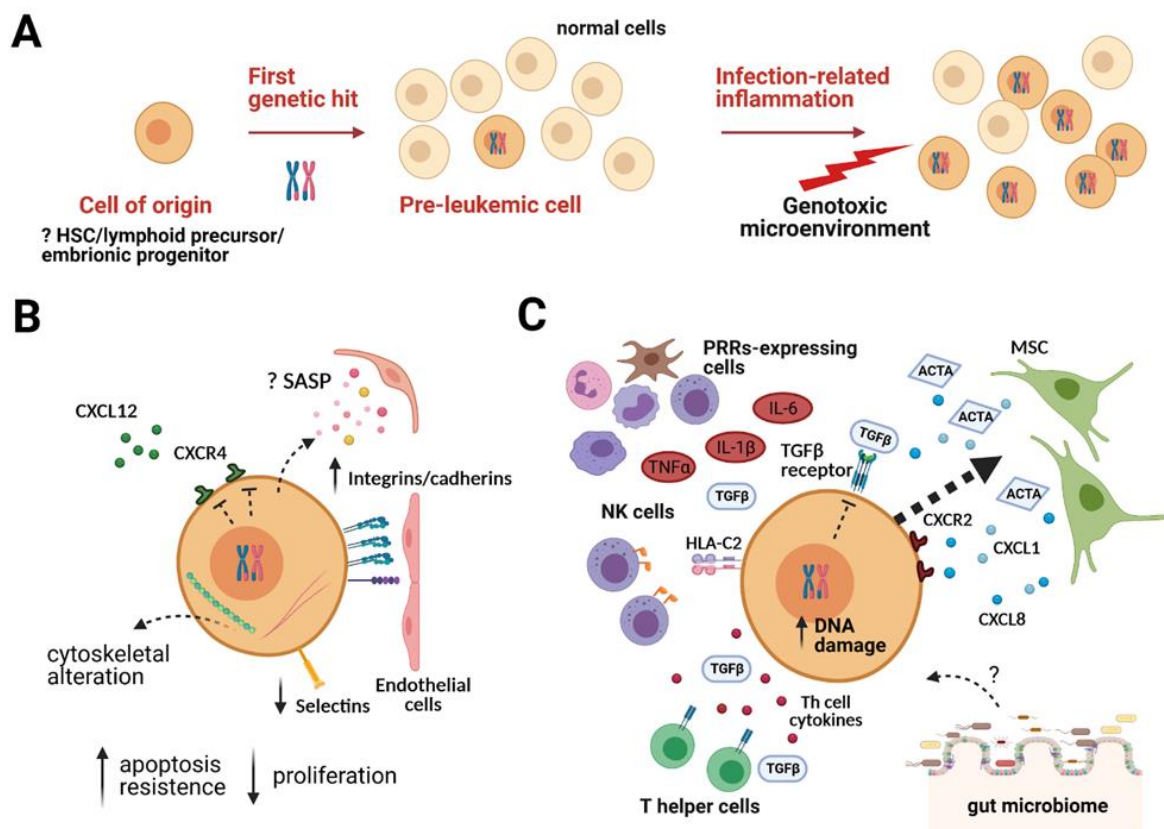 A
normal cells
First
genetic hit
Infection-related
inflammation
Cell of origin
? HSC/lymphoid precursor/
embrionic progenitor
Pre-leukemic cell
Genotoxic
microenvironment
B
? SASP
CXCL12
CXCR4
Integrins/cadherins
cytoskeletal
alteration
Selectins
Endothelial
cells
apoptosis
resistence
proliferation
C
PRRs-expressing
cells
MSC
ACTA
ACTA
IL-6
TGFβ
IL-1β
TGFβ
receptor
TNFα
TGFβ
ACTA
NK cells
CXCR2
HLA-C2
CXCL1
CXCL8
DNA
damage
TGFβ
?
Th cell
cytokines
TGFβ
T helper cells
gut microbiome